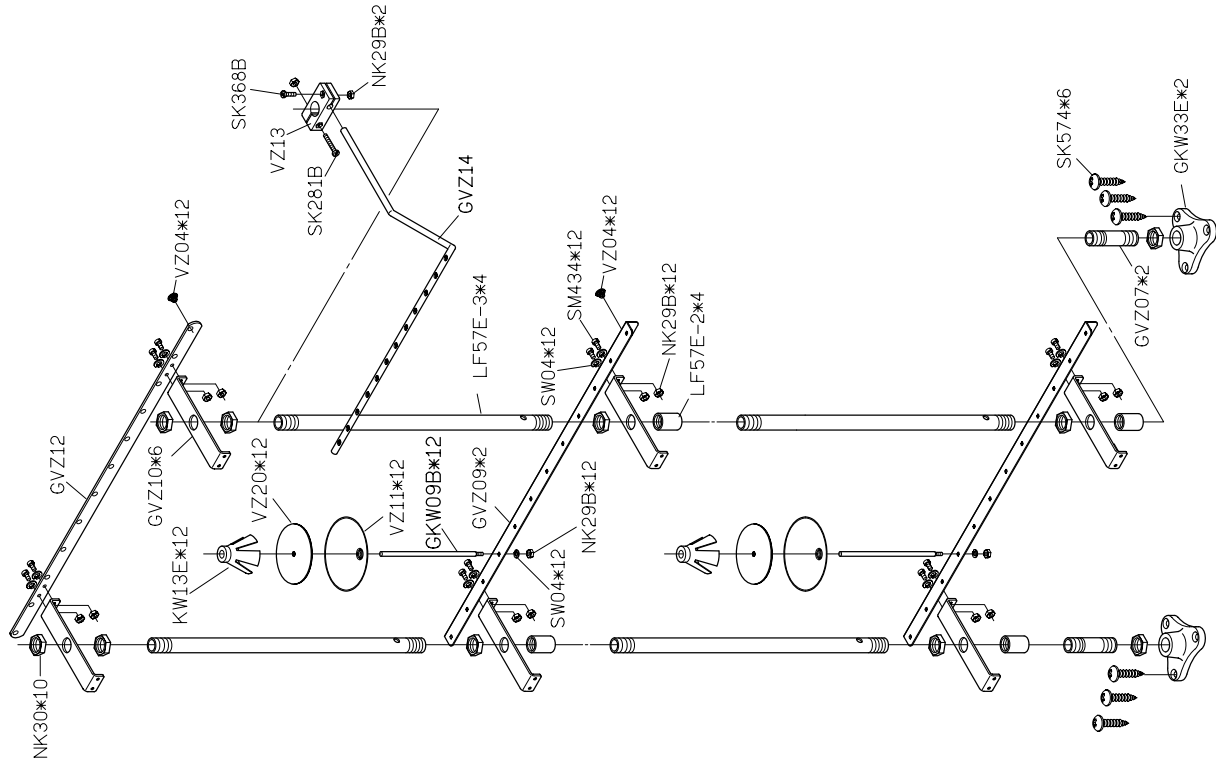 SK368B
NK29B*2
VZ13
SK281B
GVZ14
VZ04*12
GVZ12
GVZ10*6
LF57E-3*4
SK574*6
GKW33E*2
GVZ07*2
VZ04*12
SM434*12
SW04*12
NK29B*12
LF57E-2*4
VZ20*12
VZ11*12
KW13E*12
GKW09B*12
GVZ09*2
NK29B*12
SW04*12
NK30*10